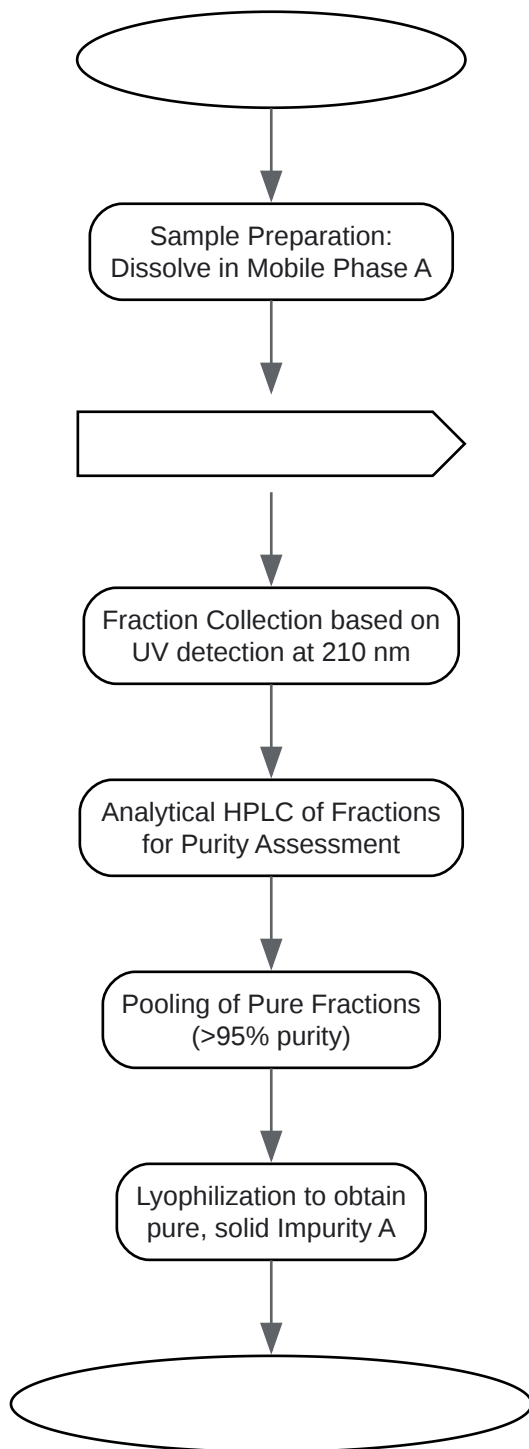 Sample Preparation:
Dissolve in Mobile Phase A
Fraction Collection based on
UV detection at 210 nm
Analytical HPLC of Fractions
for Purity Assessment
Pooling of Pure Fractions
(>95% purity)
Lyophilization to obtain
pure, solid Impurity A